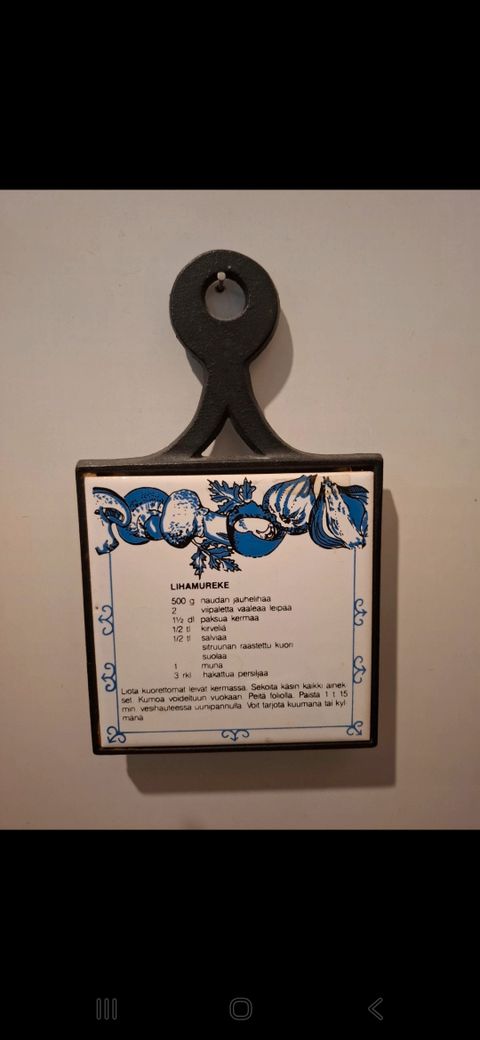 LIHAMUREKE
500 g naudan jauhelihaa
2 viipaletta vaaleaa leipaa
1½ dl paksua kermaa
1/2 tl kirveliä
1/2 tl salviaa
sitruunan raastettu kuori
suolaa
1 muna
3 rkl hakattua persiljaa
Liota kuorettomat leivät kermassa. Sekoita käsin kaikki ainek
set. Kumoa voideltuun vuokaan. Peitä foliolla. Paista 1 t 15
min. vesihauteessa uunipannulla. Voit tarjota kuumana tai kyl
mänä